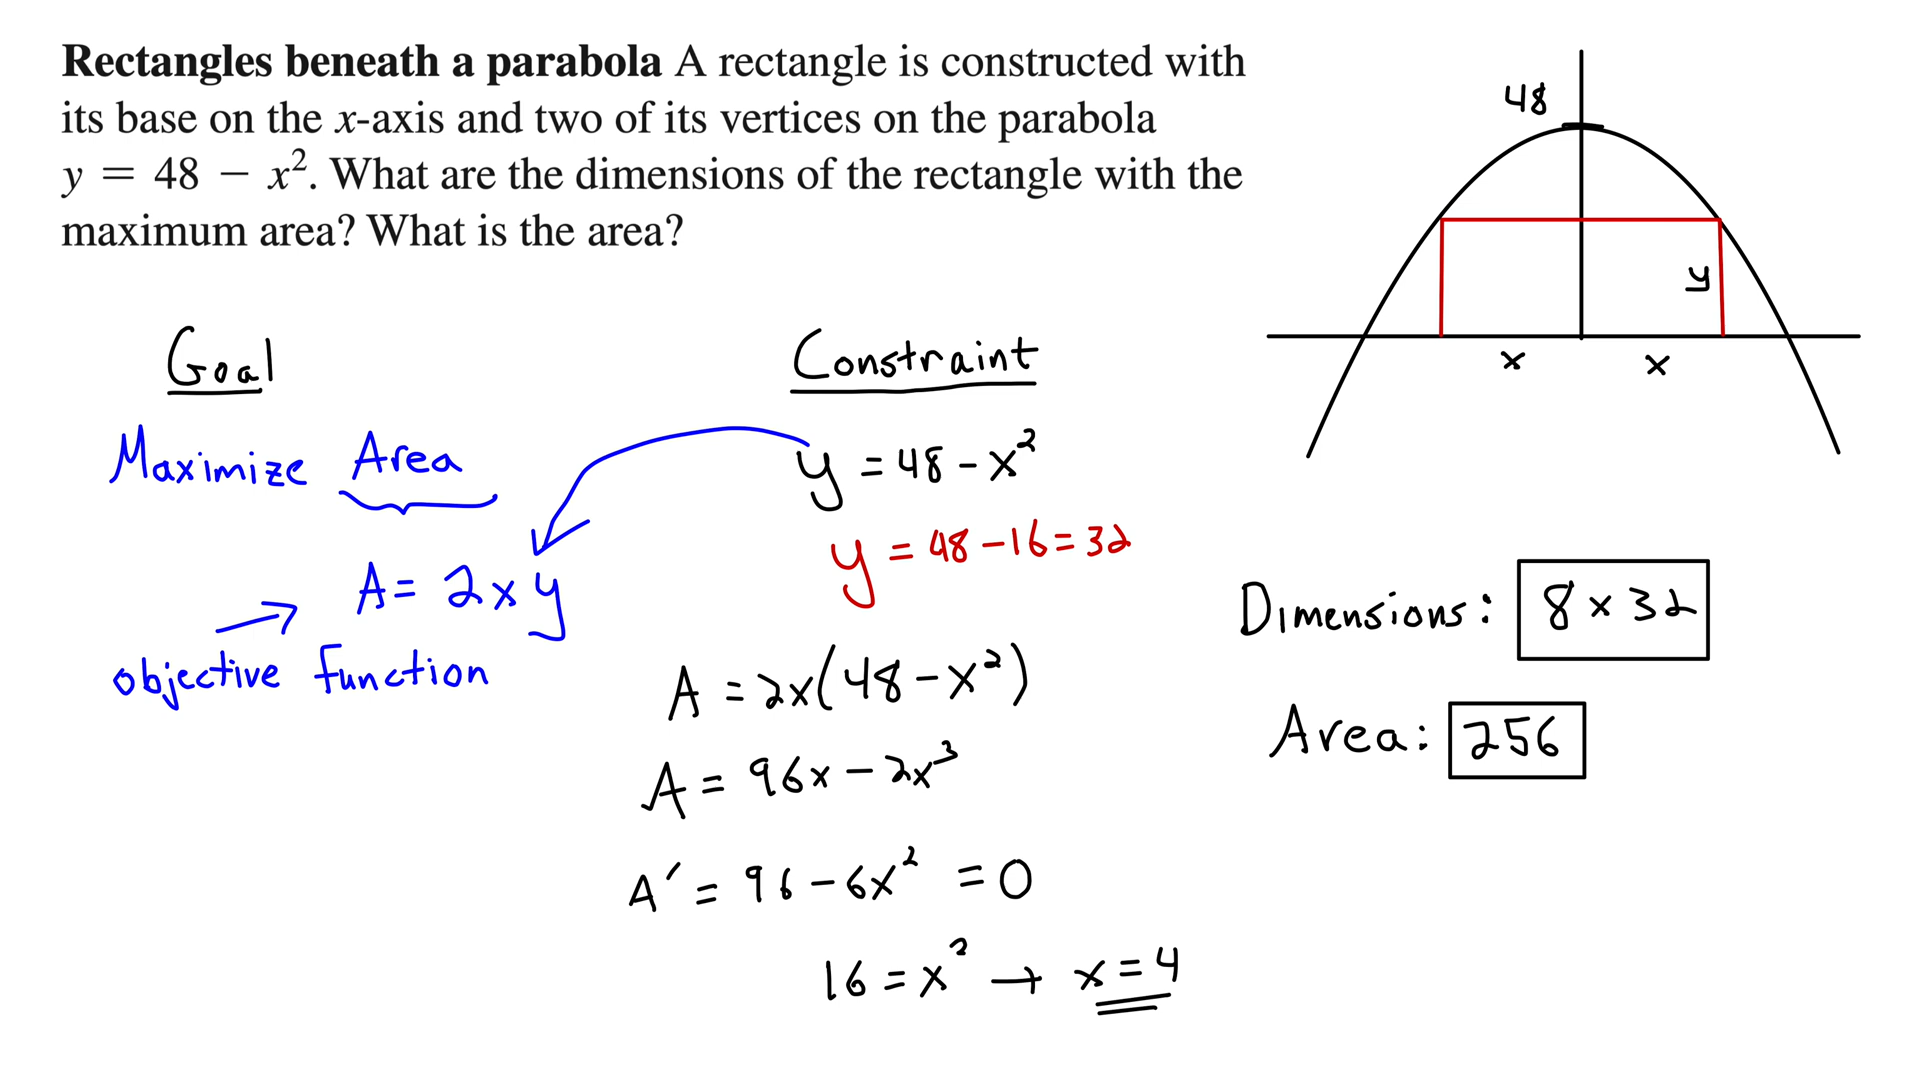 Rectangles beneath a parabola A rectangle is constructed with
its base on the x-axis and two of its vertices on the parabola
y = 48 − x². What are the dimensions of the rectangle with the
maximum area? What is the area?
48
y
x x
Goal
Maximize Area
A = 2xy
→
objective function
Constraint
y = 48 − x²
y = 48 − 16 = 32
A = 2x(48 − x²)
A = 96x − 2x³
A′ = 96 − 6x² = 0
16 = x² → x = 4
Dimensions: 8 × 32
Area: 256